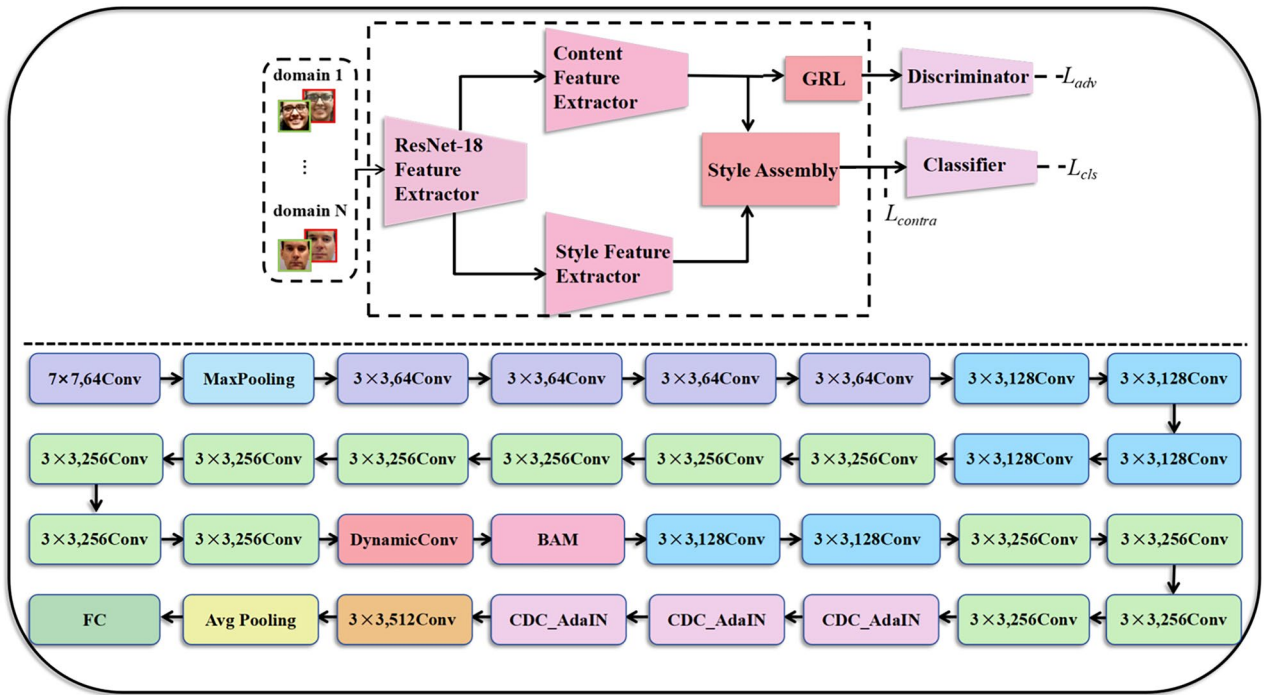 domain 1
⋮
domain N
ResNet-18
Feature
Extractor
Content
Feature
Extractor
Style Feature
Extractor
GRL
Style Assembly
Discriminator
L_adv
Classifier
L_cls
L_contra
7×7,64Conv
MaxPooling
3×3,64Conv
3×3,64Conv
3×3,64Conv
3×3,64Conv
3×3,128Conv
3×3,128Conv
3×3,256Conv
3×3,256Conv
3×3,256Conv
3×3,256Conv
3×3,256Conv
3×3,256Conv
3×3,128Conv
3×3,128Conv
3×3,256Conv
3×3,256Conv
DynamicConv
BAM
3×3,128Conv
3×3,128Conv
3×3,256Conv
3×3,256Conv
FC
Avg Pooling
3×3,512Conv
CDC_AdaIN
CDC_AdaIN
CDC_AdaIN
3×3,256Conv
3×3,256Conv